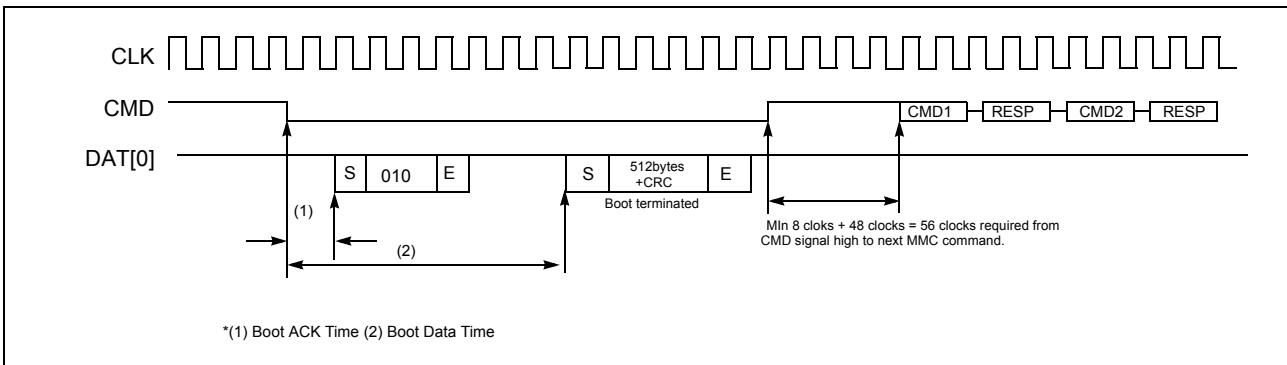 CLK
CMD
CMD1 RESP CMD2 RESP
DAT[0]
S 010 E
S 512bytes +CRC E
Boot terminated
(1)
(2)
MIn 8 cloks + 48 clocks = 56 clocks required from
CMD signal high to next MMC command.
*(1) Boot ACK Time (2) Boot Data Time